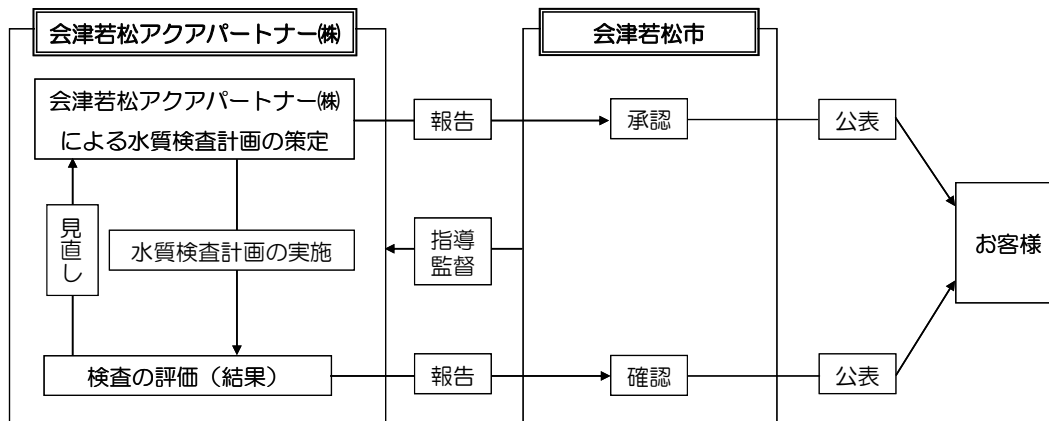 会津若松アクアパートナー㈱
会津若松市
会津若松アクアパートナー㈱
による水質検査計画の策定
報告
承認
公表
見直し
水質検査計画の実施
指導
監督
お客様
検査の評価（結果）
報告
確認
公表